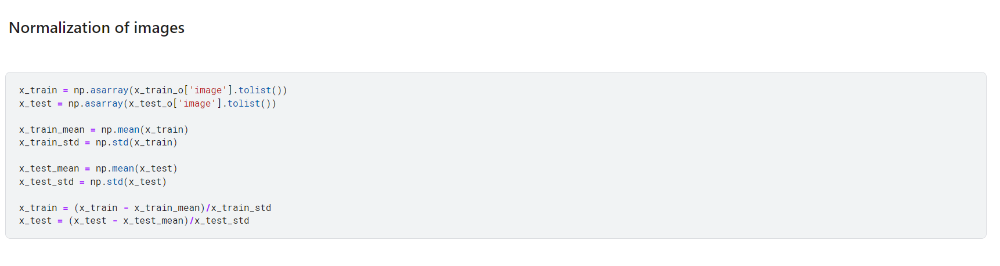 Normalization of images
x_train = np.asarray(x_train_o['image'].tolist())
x_test = np.asarray(x_test_o['image'].tolist())
x_train_mean = np.mean(x_train)
x_train_std = np.std(x_train)
x_test_mean = np.mean(x_test)
x_test_std = np.std(x_test)
x_train = (x_train - x_train_mean)/x_train_std
x_test = (x_test - x_test_mean)/x_test_std